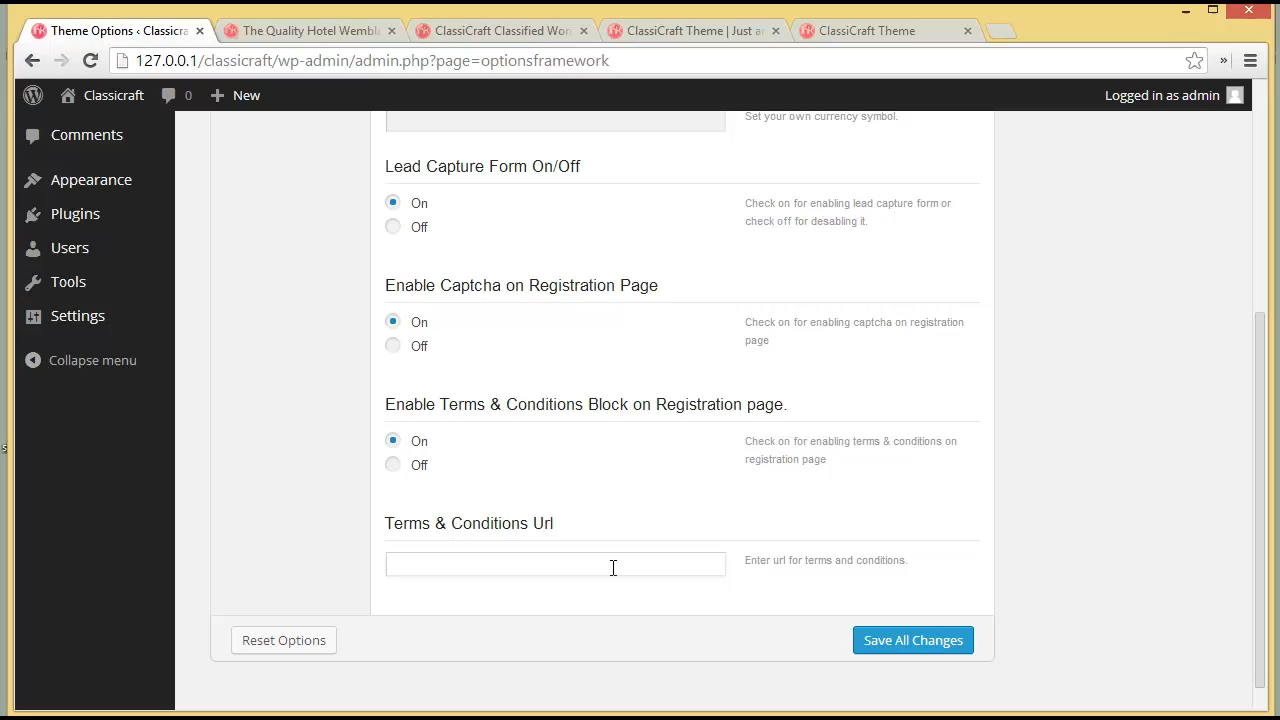 Theme Options ‹ Classicra
The Quality Hotel Wembl
ClassiCraft Classified Wor
ClassiCraft Theme | Just a
ClassiCraft Theme
127.0.0.1/classicraft/wp-admin/admin.php?page=optionsframework
Classicraft
0
New
Logged in as admin
Comments
Appearance
Plugins
Users
Tools
Settings
Collapse menu
Set your own currency symbol.
Lead Capture Form On/Off
On
Off
Check on for enabling lead capture form or
check off for desabling it.
Enable Captcha on Registration Page
On
Off
Check on for enabling captcha on registration
page
Enable Terms & Conditions Block on Registration page.
On
Off
Check on for enabling terms & conditions on
registration page
Terms & Conditions Url
Enter url for terms and conditions.
Reset Options
Save All Changes